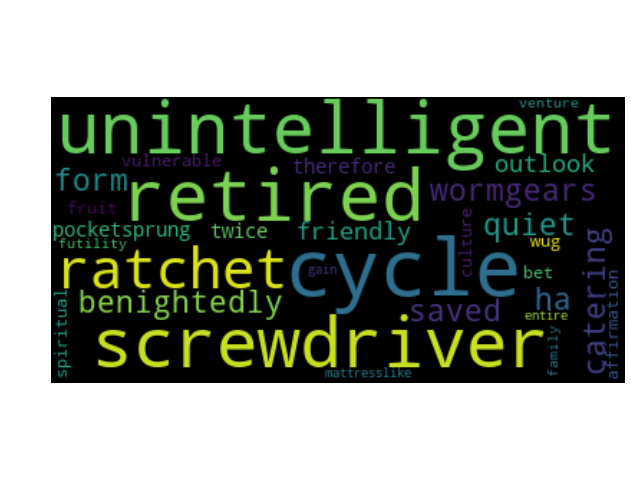 venture
unintelligent
vulnerable therefore outlook
form retired wormgears
fruit
pocketsprung twice friendly quiet
futility culture wug
ratchet cycle gain bet
benightedly saved ha
entire
screwdriver
spiritual mattresslike family catering affirmation